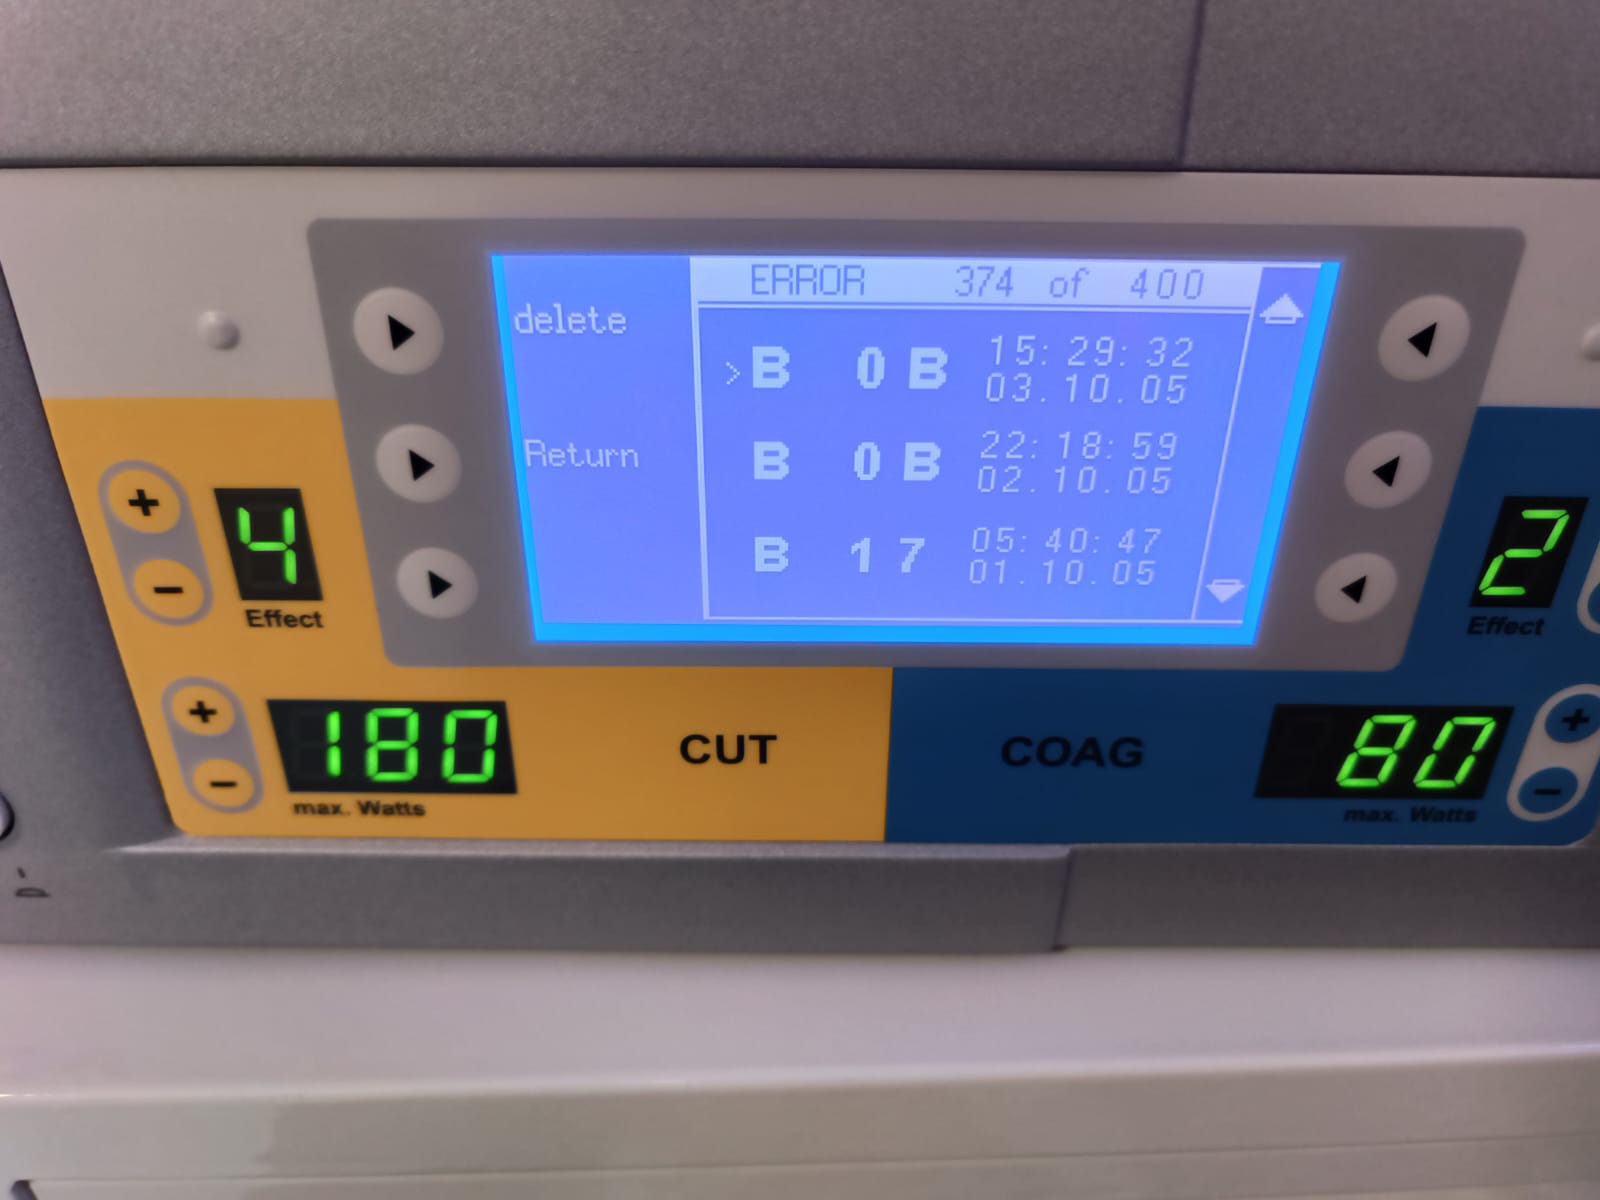 ERROR 374 of 400
delete
>B 0B 15:29:32
03.10.05
B 0B 22:18:59
02.10.05
Return
B 17 05:40:47
01.10.05
+
-
4
Effect
2
Effect
+
-
180
max. Watts
CUT
COAG
80
max. Watts
+
-